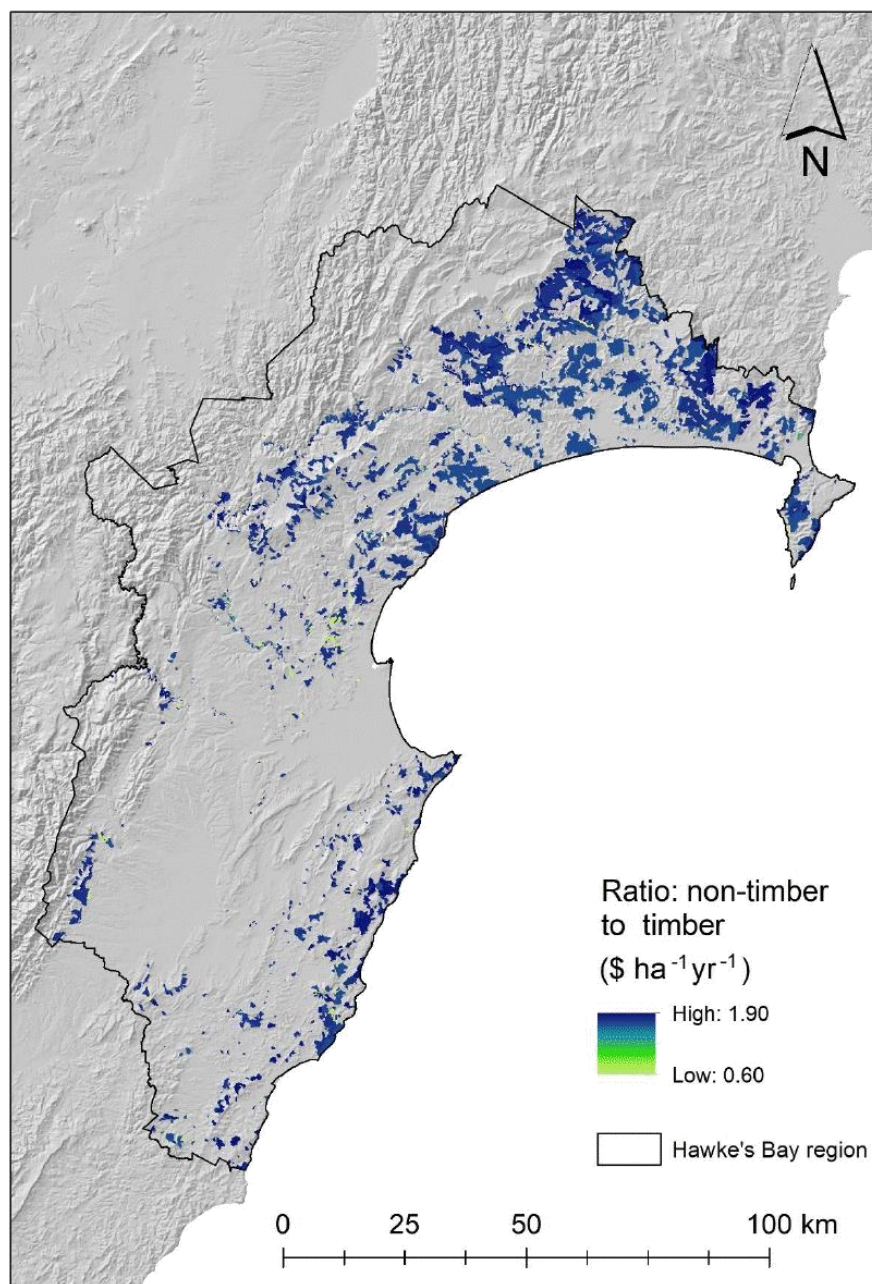 N
Ratio: non-timber
to timber
($ ha⁻¹yr⁻¹)
High: 1.90
Low: 0.60
Hawke's Bay region
0 25 50 100 km